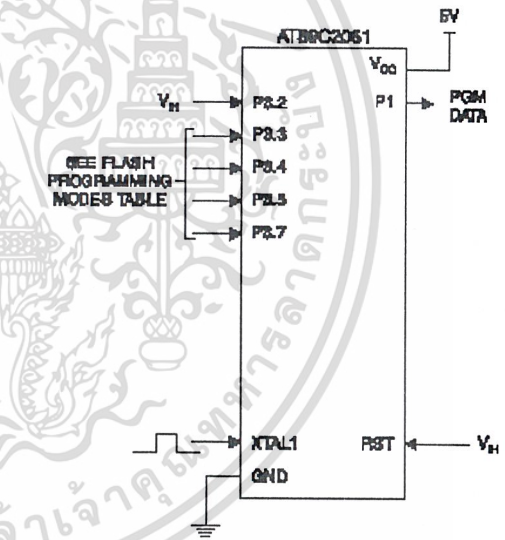 5V
AT89C2051
VCC
VIH P3.2 P1 PGM DATA
P3.3
SEE FLASH PROGRAMMING MODES TABLE
P3.4
P3.5
P3.7
XTAL1 RST VIH
GND